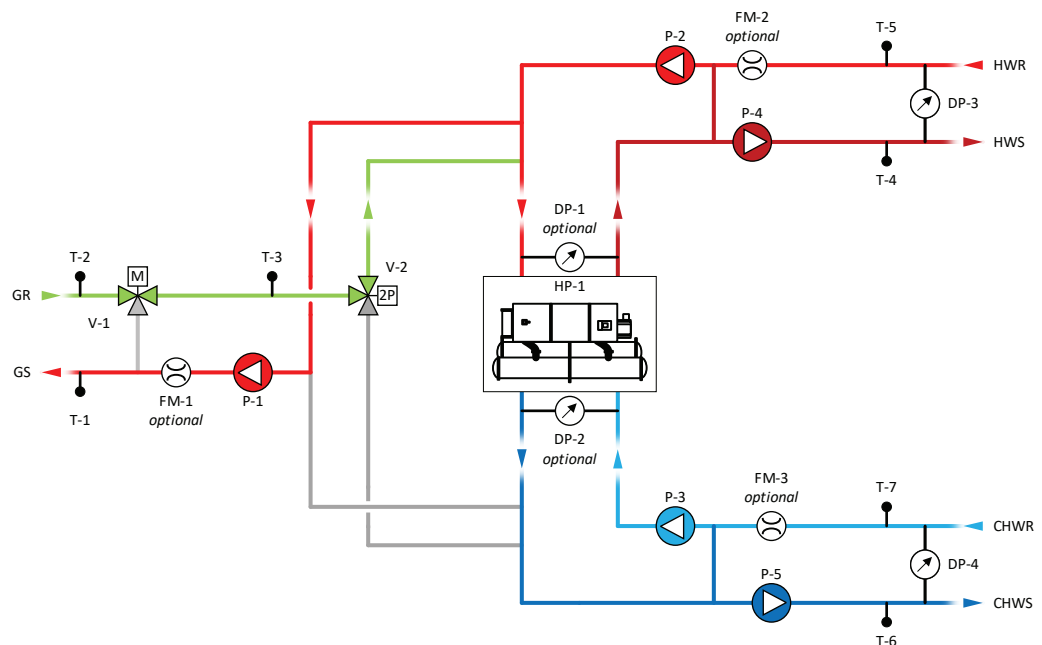 FM-2
optional
T-5
P-2
HWR
DP-3
P-4
HWS
T-4
DP-1
optional
T-2
T-3
V-2
M
HP-1
GR
2P
V-1
GS
FM-1
optional
P-1
T-1
DP-2
optional
FM-3
optional
T-7
P-3
CHWR
DP-4
P-5
CHWS
T-6